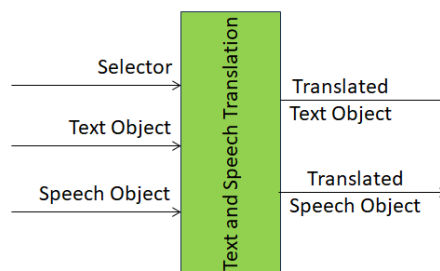 Selector
Text Object
Speech Object
Text and Speech Translation
Translated
Text Object
Translated
Speech Object